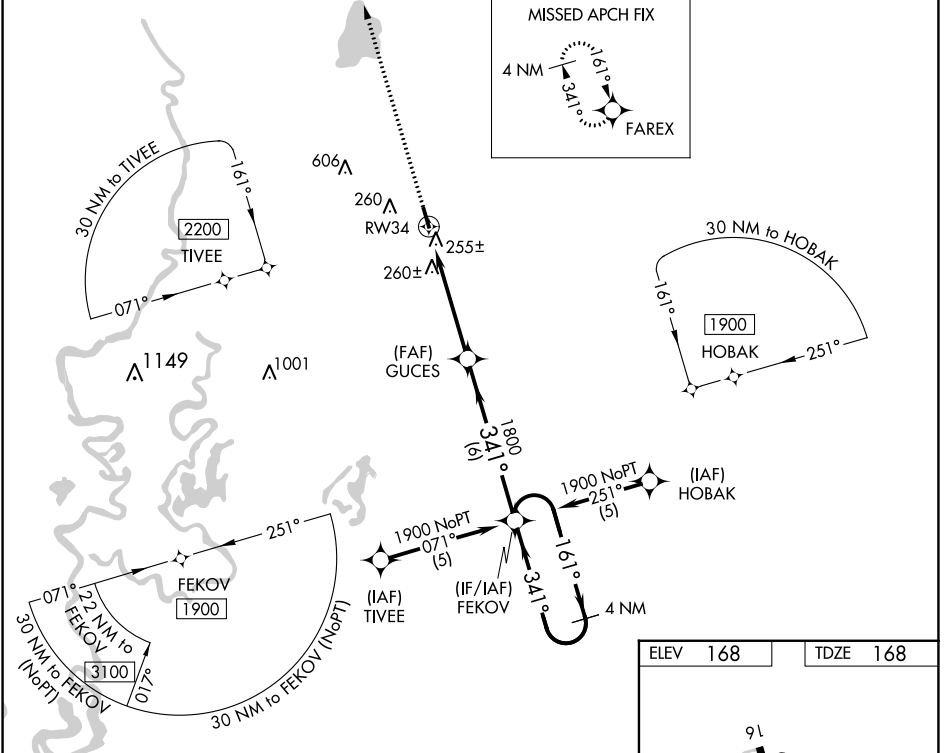 MISSED APCH FIX
4 NM
161°
341°
FAREX
30 NM to TIVEE
161°
2200
TIVEE
071°
606
260
RW34
255±
260±
30 NM to HOBAK
161°
1900
HOBAK
251°
1149
1001
(FAF)
GUCES
1800
341°
(6)
1900 NoPT
251°
(5)
(IAF)
HOBAK
1900 NoPT
071°
(5)
(IAF)
TIVEE
(IF/IAF)
FEKOV
161°
341°
4 NM
251°
071°
FEKOV
1900
22 NM to
FEKOV
3100
017°
30 NM to FEKOV
(NoPT)
30 NM to FEKOV (NoPT)
ELEV 168
TDZE 168
16